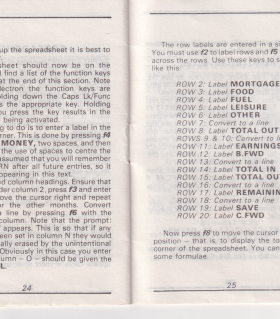 up the spreadsheet it is best to
sheet should now be on the
find a list of the function keys
at the end of this section. Note
lectron the function keys are
olding down the Caps Lk/Func
s the appropriate key. Holding
you press the key results in the
being activated.
g to do is to enter a label in the
rner. This is done by pressing f4
MONEY, two spaces, and then
the use of spaces to centre the
assumed that you will remember
RN after all future entries, so it
ppearing in this text.
d column headings. Ensure that
der column 2, press f3 and enter
ove the cursor right and repeat
or the other months. Convert
a line by pressing f6 with the
column. Note that the prompt:
appears. This is so that if any
een set in column N they would
ally erased by the unintentional
Obviously in this case you enter
umn – O – should be given the
L.
24
The row labels are entered in a si
You must use f2 to label rows and f5
across the rows. Use these keys to s
like this:
ROW 2: Label MORTGAGE
ROW 3: Label FOOD
ROW 4: Label FUEL
ROW 5: Label LEISURE
ROW 6: Label OTHER
ROW 7: Convert to a line
ROW 8: Label TOTAL OUT
ROWS 9 & 10: Convert to l
ROW 11: Label EARNINGS
ROW 12: Label B.FWD
ROW 13: Convert to a line
ROW 14: Label TOTAL IN
ROW 15: Label TOTAL OU
ROW 16: Convert to a line
ROW 17: Label REMAININ
ROW 18: Convert to a line
ROW 19: Label SAVE
ROW 20: Label C.FWD
Now press f8 to move the cursor
position – that is, to display the to
corner of the spreadsheet. You can
some formulae.
25